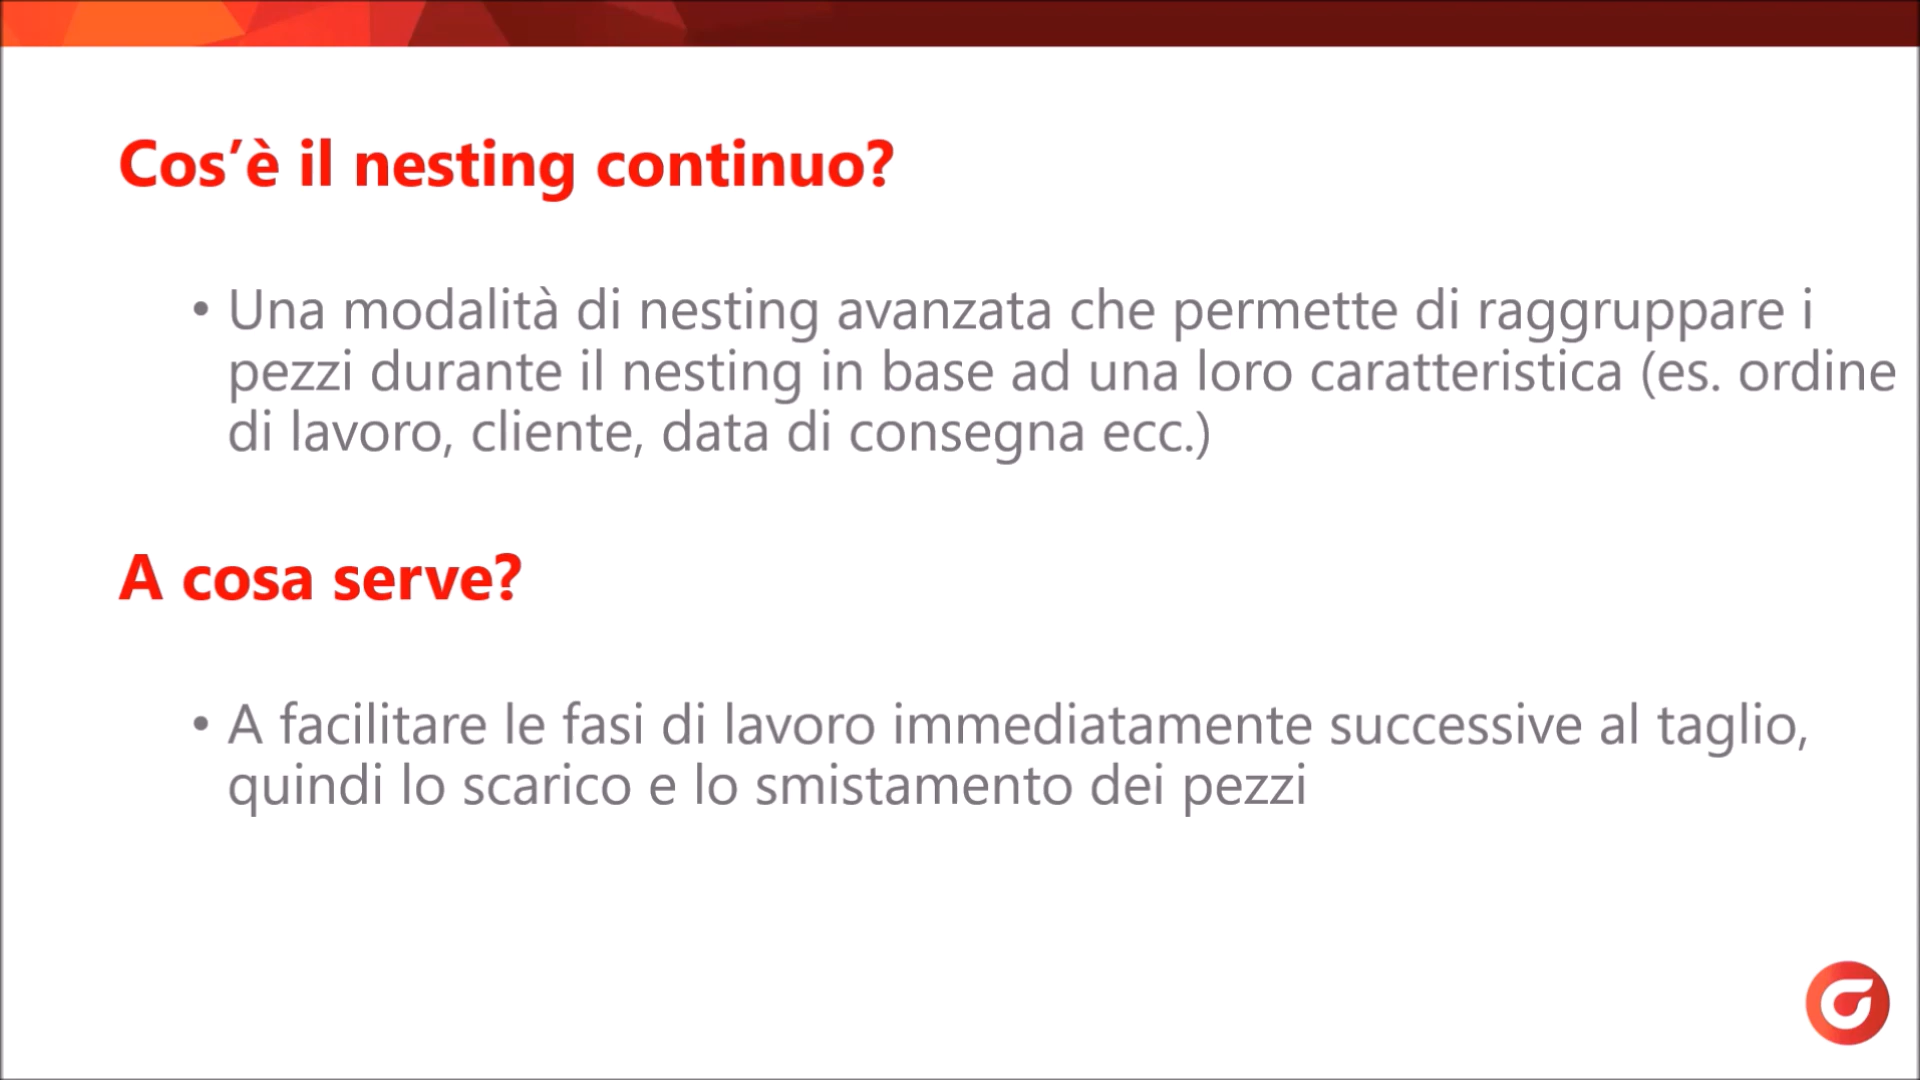 Cos’è il nesting continuo?
• Una modalità di nesting avanzata che permette di raggruppare i
pezzi durante il nesting in base ad una loro caratteristica (es. ordine
di lavoro, cliente, data di consegna ecc.)
A cosa serve?
• A facilitare le fasi di lavoro immediatamente successive al taglio,
quindi lo scarico e lo smistamento dei pezzi